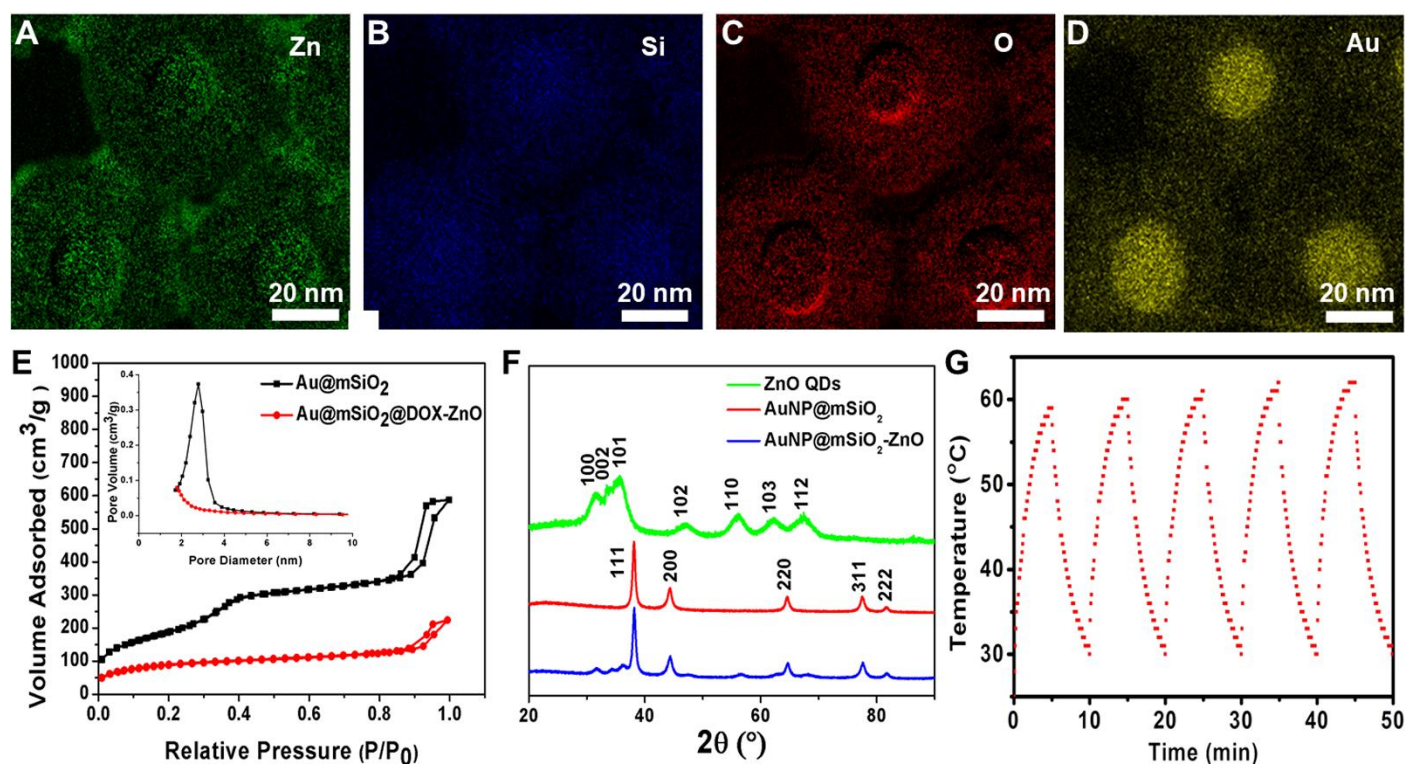 A
Zn
20 nm
B
Si
20 nm
C
O
20 nm
D
Au
20 nm
E
1000
900
800
700
600
500
400
300
200
100
0
Volume Adsorbed (cm³/g)
0.0
0.2
0.4
0.6
0.8
1.0
Relative Pressure (P/P₀)
Au@mSiO₂
Au@mSiO₂@DOX-ZnO
0.4
0.3
0.2
0.1
0.0
Pore Volume (cm³/g)
0
2
4
6
8
10
Pore Diameter (nm)
F
ZnO QDs
AuNP@mSiO₂
AuNP@mSiO₂-ZnO
100
002
101
102
110
103
112
111
200
220
311
222
20
40
60
80
2θ (°)
G
60
50
40
30
Temperature (°C)
0
10
20
30
40
50
Time (min)